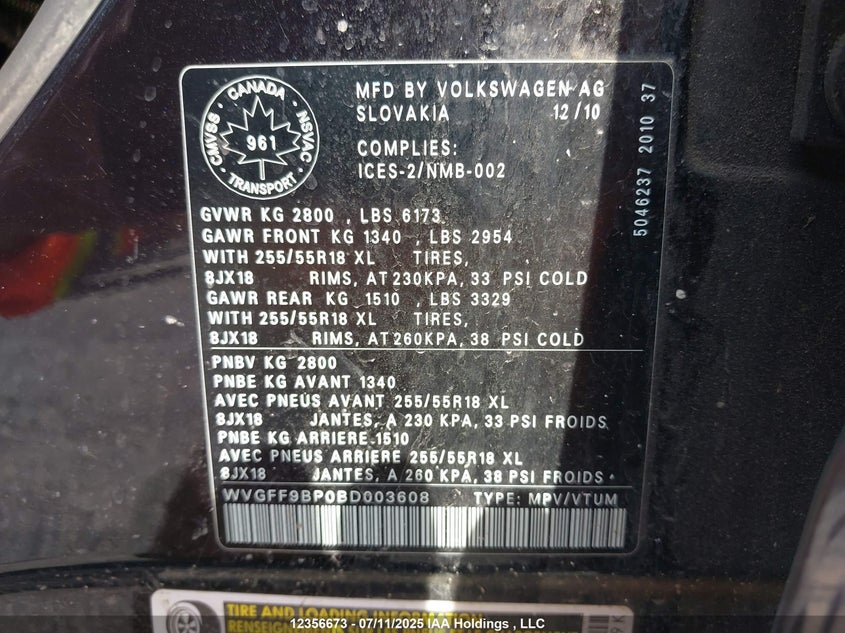 CANADA
CMVSS
NSVAC
961
TRANSPORT
MFD BY VOLKSWAGEN AG
SLOVAKIA 12/10
COMPLIES:
ICES-2/NMB-002
5046237 2010 37
GVWR KG 2800 , LBS 6173
GAWR FRONT KG 1340 , LBS 2954
WITH 255/55R18 XL TIRES,
8JX18 RIMS, AT 230KPA, 33 PSI COLD
GAWR REAR KG 1510 , LBS 3329
WITH 255/55R18 XL TIRES,
8JX18 RIMS, AT 260KPA, 38 PSI COLD
PNBV KG 2800
PNBE KG AVANT 1340
AVEC PNEUS AVANT 255/55R18 XL
8JX18 JANTES, A 230 KPA, 33 PSI FROIDS
PNBE KG ARRIERE 1510
AVEC PNEUS ARRIERE 255/55R18 XL
8JX18 JANTES, A 260 KPA, 38 PSI FROIDS
WVGFF9BP0BD003608 TYPE: MPV/VTUM
TIRE AND LOADING INFORMATION
12356673 - 07/11/2025 IAA Holdings , LLC